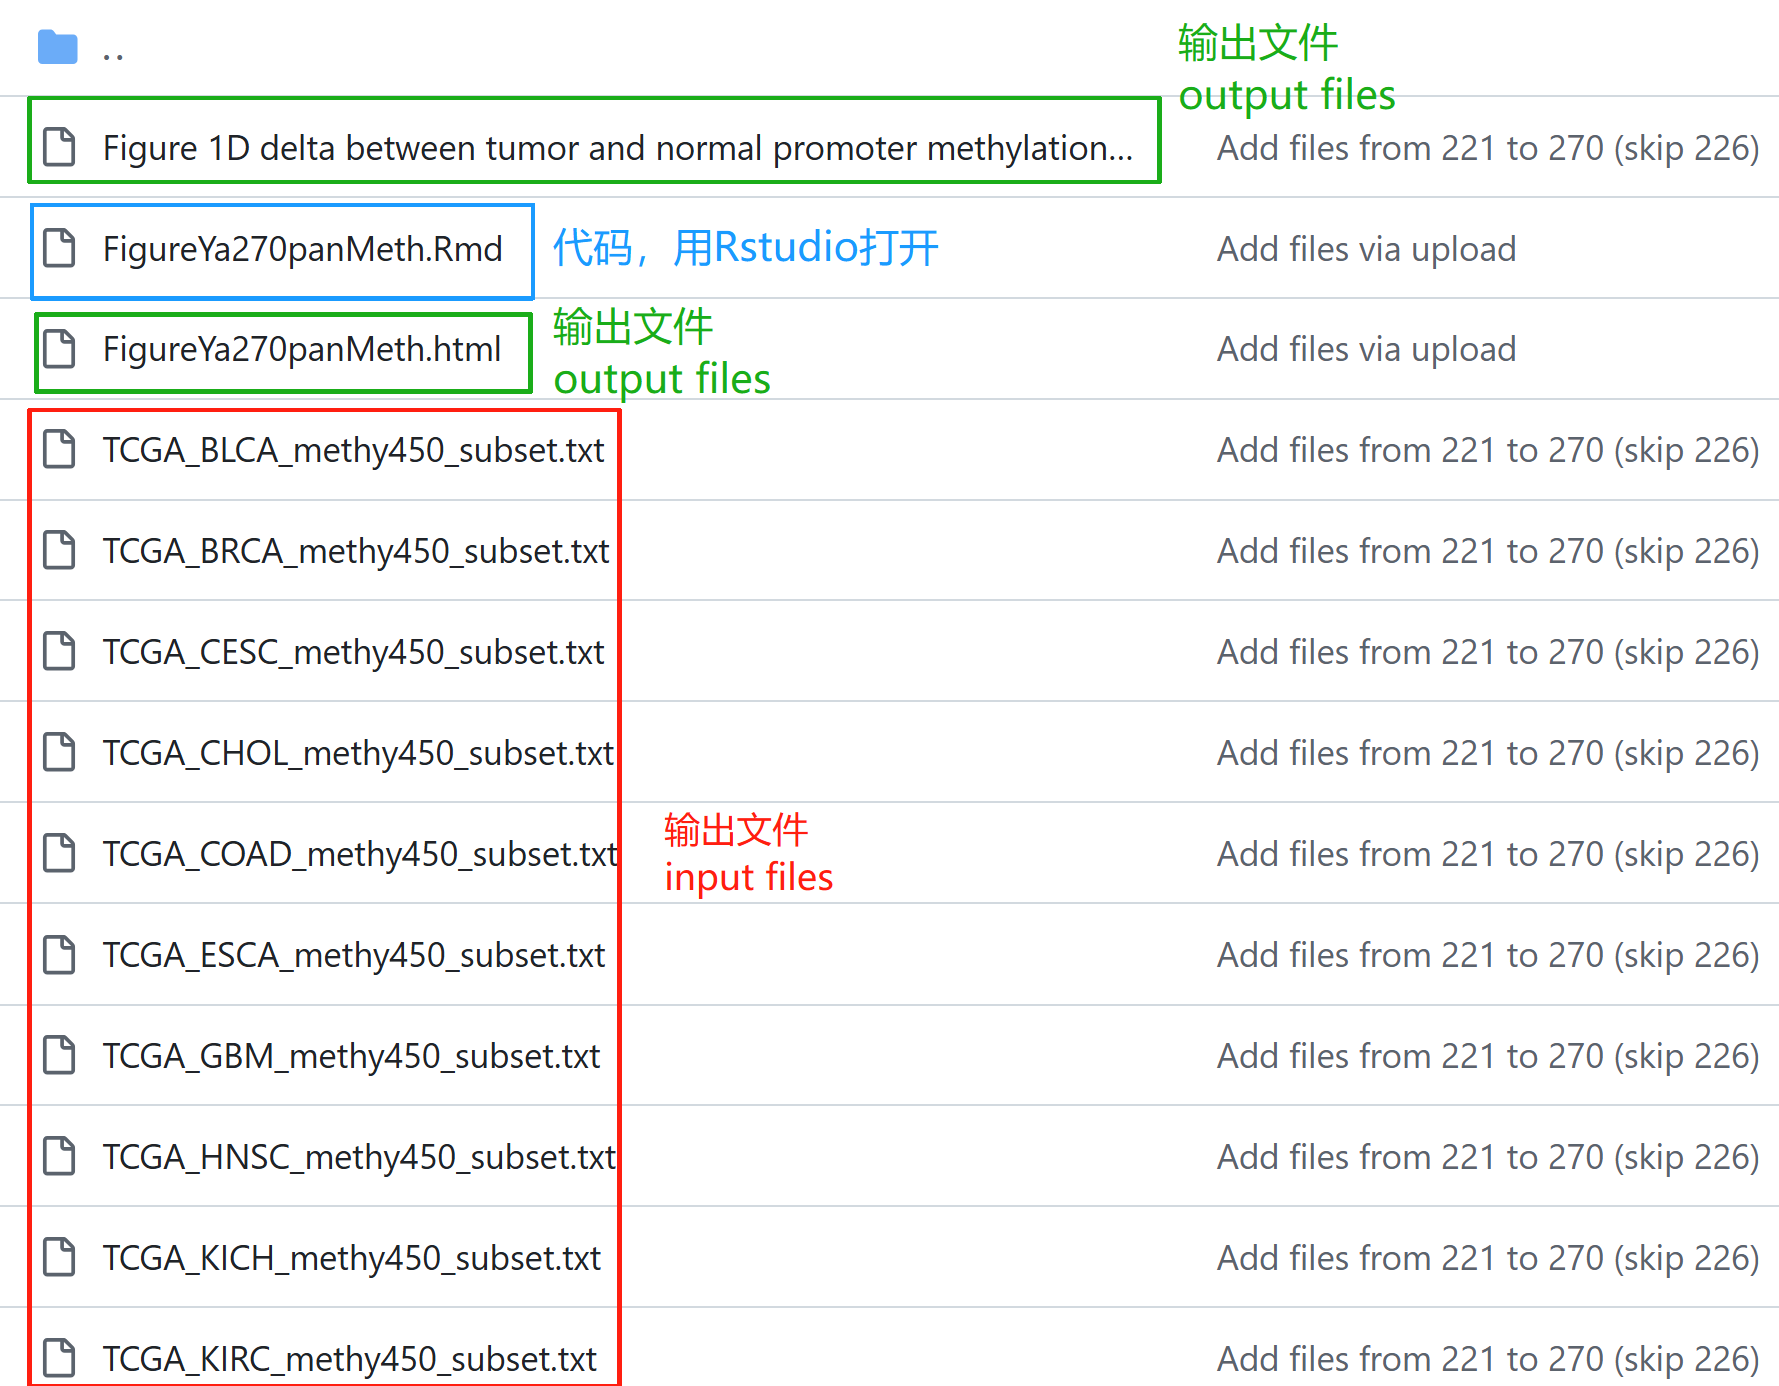 ..
输出文件
output files
Figure 1D delta between tumor and normal promoter methylation...
Add files from 221 to 270 (skip 226)
FigureYa270panMeth.Rmd
代码，用Rstudio打开
Add files via upload
FigureYa270panMeth.html
输出文件
output files
Add files via upload
TCGA_BLCA_methy450_subset.txt
Add files from 221 to 270 (skip 226)
TCGA_BRCA_methy450_subset.txt
Add files from 221 to 270 (skip 226)
TCGA_CESC_methy450_subset.txt
Add files from 221 to 270 (skip 226)
TCGA_CHOL_methy450_subset.txt
Add files from 221 to 270 (skip 226)
TCGA_COAD_methy450_subset.txt
输出文件
input files
Add files from 221 to 270 (skip 226)
TCGA_ESCA_methy450_subset.txt
Add files from 221 to 270 (skip 226)
TCGA_GBM_methy450_subset.txt
Add files from 221 to 270 (skip 226)
TCGA_HNSC_methy450_subset.txt
Add files from 221 to 270 (skip 226)
TCGA_KICH_methy450_subset.txt
Add files from 221 to 270 (skip 226)
TCGA_KIRC_methy450_subset.txt
Add files from 221 to 270 (skip 226)